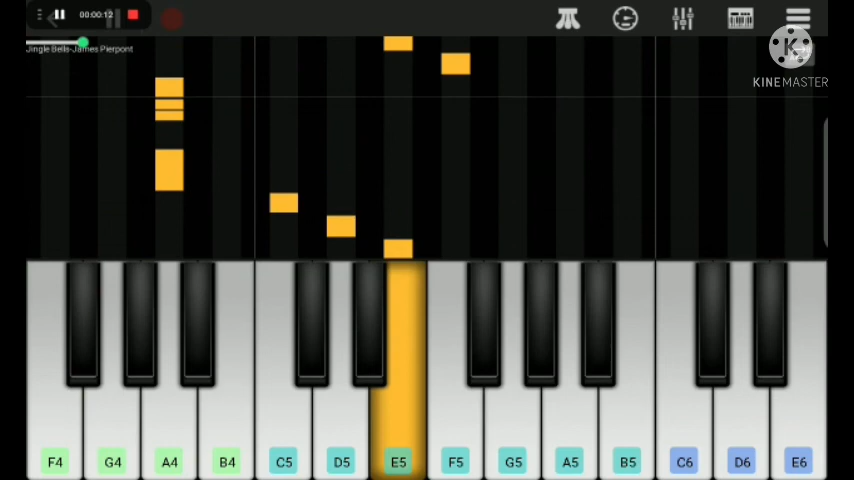 00:00:12
Jingle Bells-James Pierpont
K
KINEMASTER
F4 G4 A4 B4 C5 D5 E5 F5 G5 A5 B5 C6 D6 E6